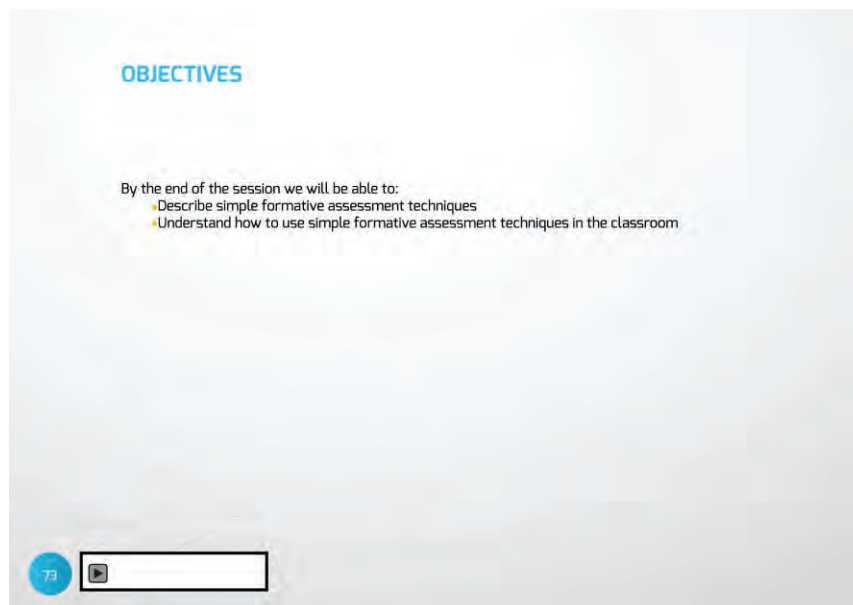 OBJECTIVES
By the end of the session we will be able to:
•Describe simple formative assessment techniques
•Understand how to use simple formative assessment techniques in the classroom
73